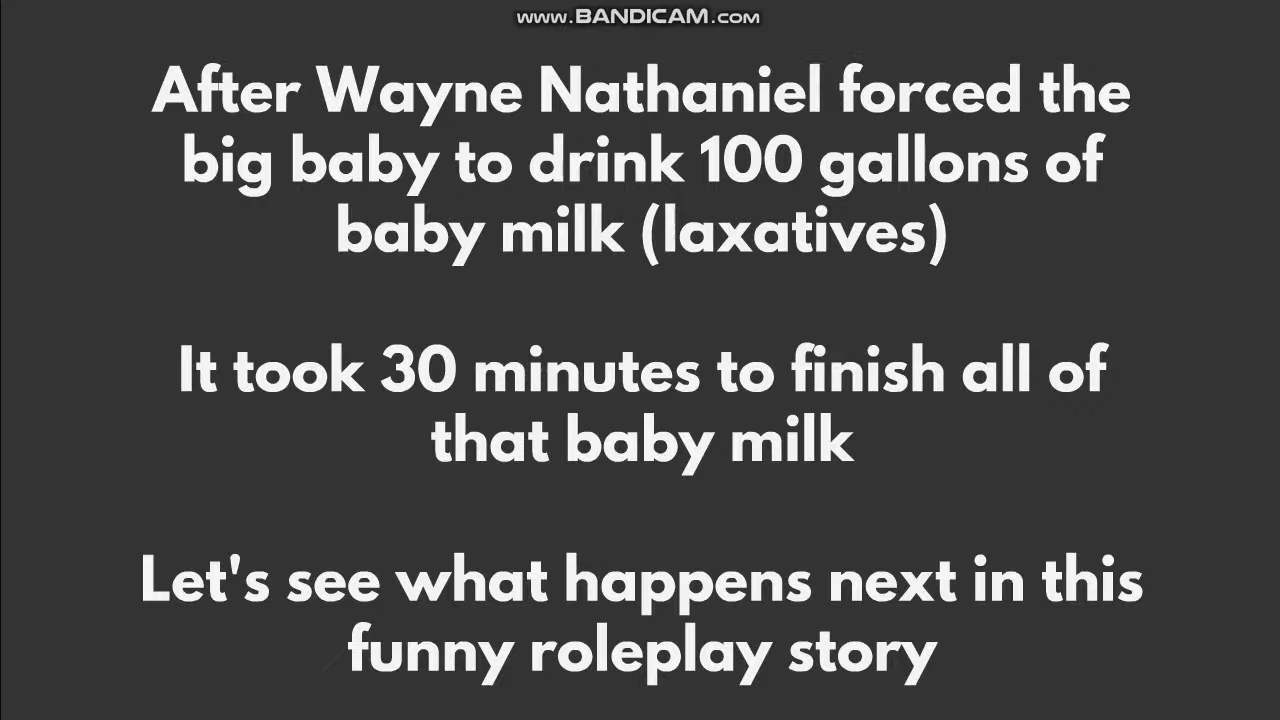 www.BANDICAM.com
After Wayne Nathaniel forced the
big baby to drink 100 gallons of
baby milk (laxatives)
It took 30 minutes to finish all of
that baby milk
Let's see what happens next in this
funny roleplay story